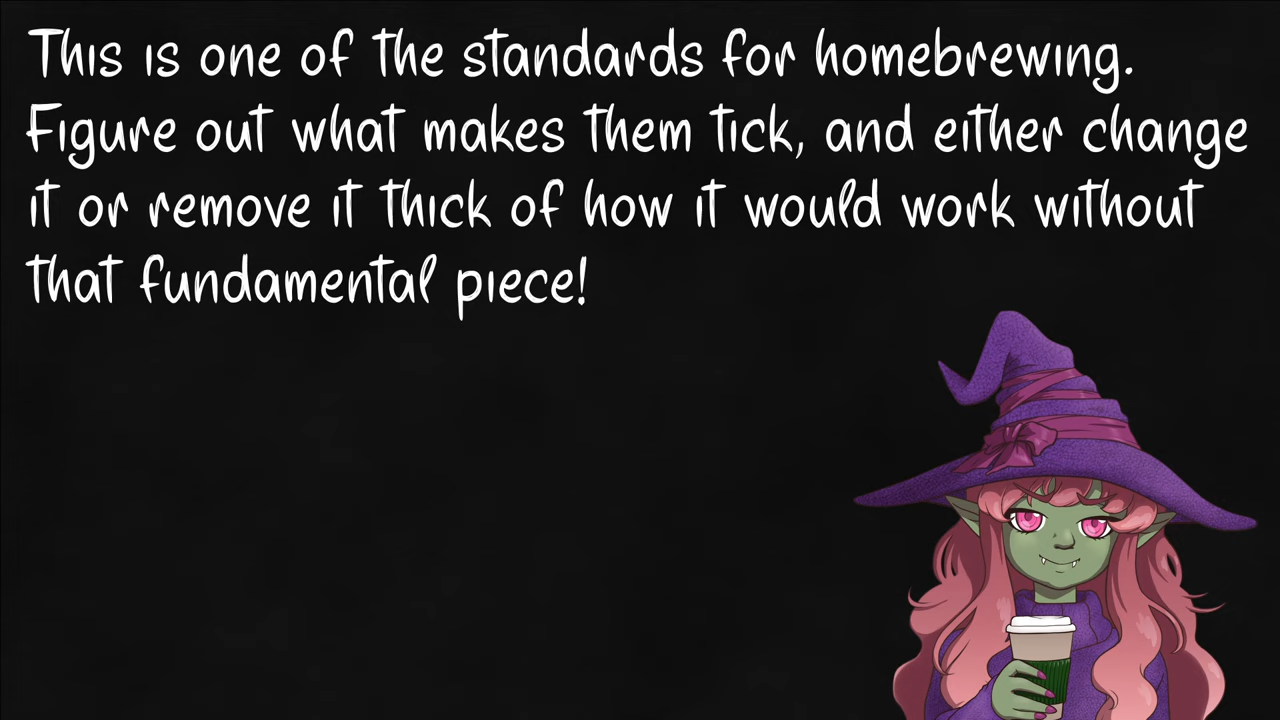 This is one of the standards for homebrewing.
Figure out what makes them tick, and either change
it or remove it thick of how it would work without
that fundamental piece!